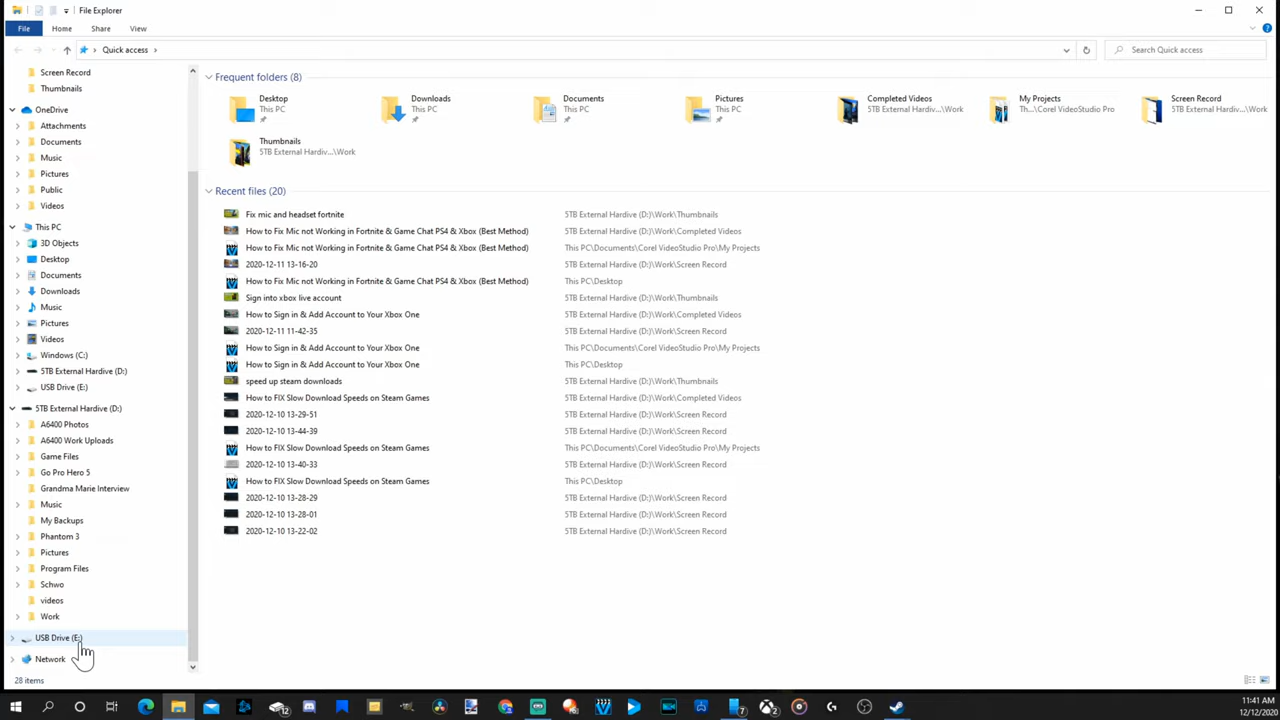 File Explorer
File Home Share View
Quick access
Search Quick access
Screen Record
Thumbnails
OneDrive
Attachments
Documents
Music
Pictures
Public
Videos
This PC
3D Objects
Desktop
Documents
Downloads
Music
Pictures
Videos
Windows (C:)
5TB External Hardive (D:)
USB Drive (E:)
5TB External Hardive (D:)
A6400 Photos
A6400 Work Uploads
Game Files
Go Pro Hero 5
Grandma Marie Interview
Music
My Backups
Phantom 3
Pictures
Program Files
Schwo
videos
Work
USB Drive (E:)
Network
28 items
Frequent folders (8)
Desktop
This PC
Downloads
This PC
Documents
This PC
Pictures
This PC
Completed Videos
5TB External Hardiv...\Work
My Projects
Th...\Corel VideoStudio Pro
Screen Record
5TB External Hardiv...\Work
Thumbnails
5TB External Hardiv...\Work
Recent files (20)
Fix mic and headset fortnite 5TB External Hardive (D:)\Work\Thumbnails
How to Fix Mic not Working in Fortnite & Game Chat PS4 & Xbox (Best Method) 5TB External Hardive (D:)\Work\Completed Videos
How to Fix Mic not Working in Fortnite & Game Chat PS4 & Xbox (Best Method) This PC\Documents\Corel VideoStudio Pro\My Projects
2020-12-11 13-16-20 5TB External Hardive (D:)\Work\Screen Record
How to Fix Mic not Working in Fortnite & Game Chat PS4 & Xbox (Best Method) This PC\Desktop
Sign into xbox live account 5TB External Hardive (D:)\Work\Thumbnails
How to Sign in & Add Account to Your Xbox One 5TB External Hardive (D:)\Work\Completed Videos
2020-12-11 11-42-35 5TB External Hardive (D:)\Work\Screen Record
How to Sign in & Add Account to Your Xbox One This PC\Documents\Corel VideoStudio Pro\My Projects
How to Sign in & Add Account to Your Xbox One This PC\Desktop
speed up steam downloads 5TB External Hardive (D:)\Work\Thumbnails
How to FIX Slow Download Speeds on Steam Games 5TB External Hardive (D:)\Work\Completed Videos
2020-12-10 13-29-51 5TB External Hardive (D:)\Work\Screen Record
2020-12-10 13-44-39 5TB External Hardive (D:)\Work\Screen Record
How to FIX Slow Download Speeds on Steam Games This PC\Documents\Corel VideoStudio Pro\My Projects
2020-12-10 13-40-33 5TB External Hardive (D:)\Work\Screen Record
How to FIX Slow Download Speeds on Steam Games This PC\Desktop
2020-12-10 13-28-29 5TB External Hardive (D:)\Work\Screen Record
2020-12-10 13-28-01 5TB External Hardive (D:)\Work\Screen Record
2020-12-10 13-22-02 5TB External Hardive (D:)\Work\Screen Record
12 7 2
11:41 AM
12/12/2020